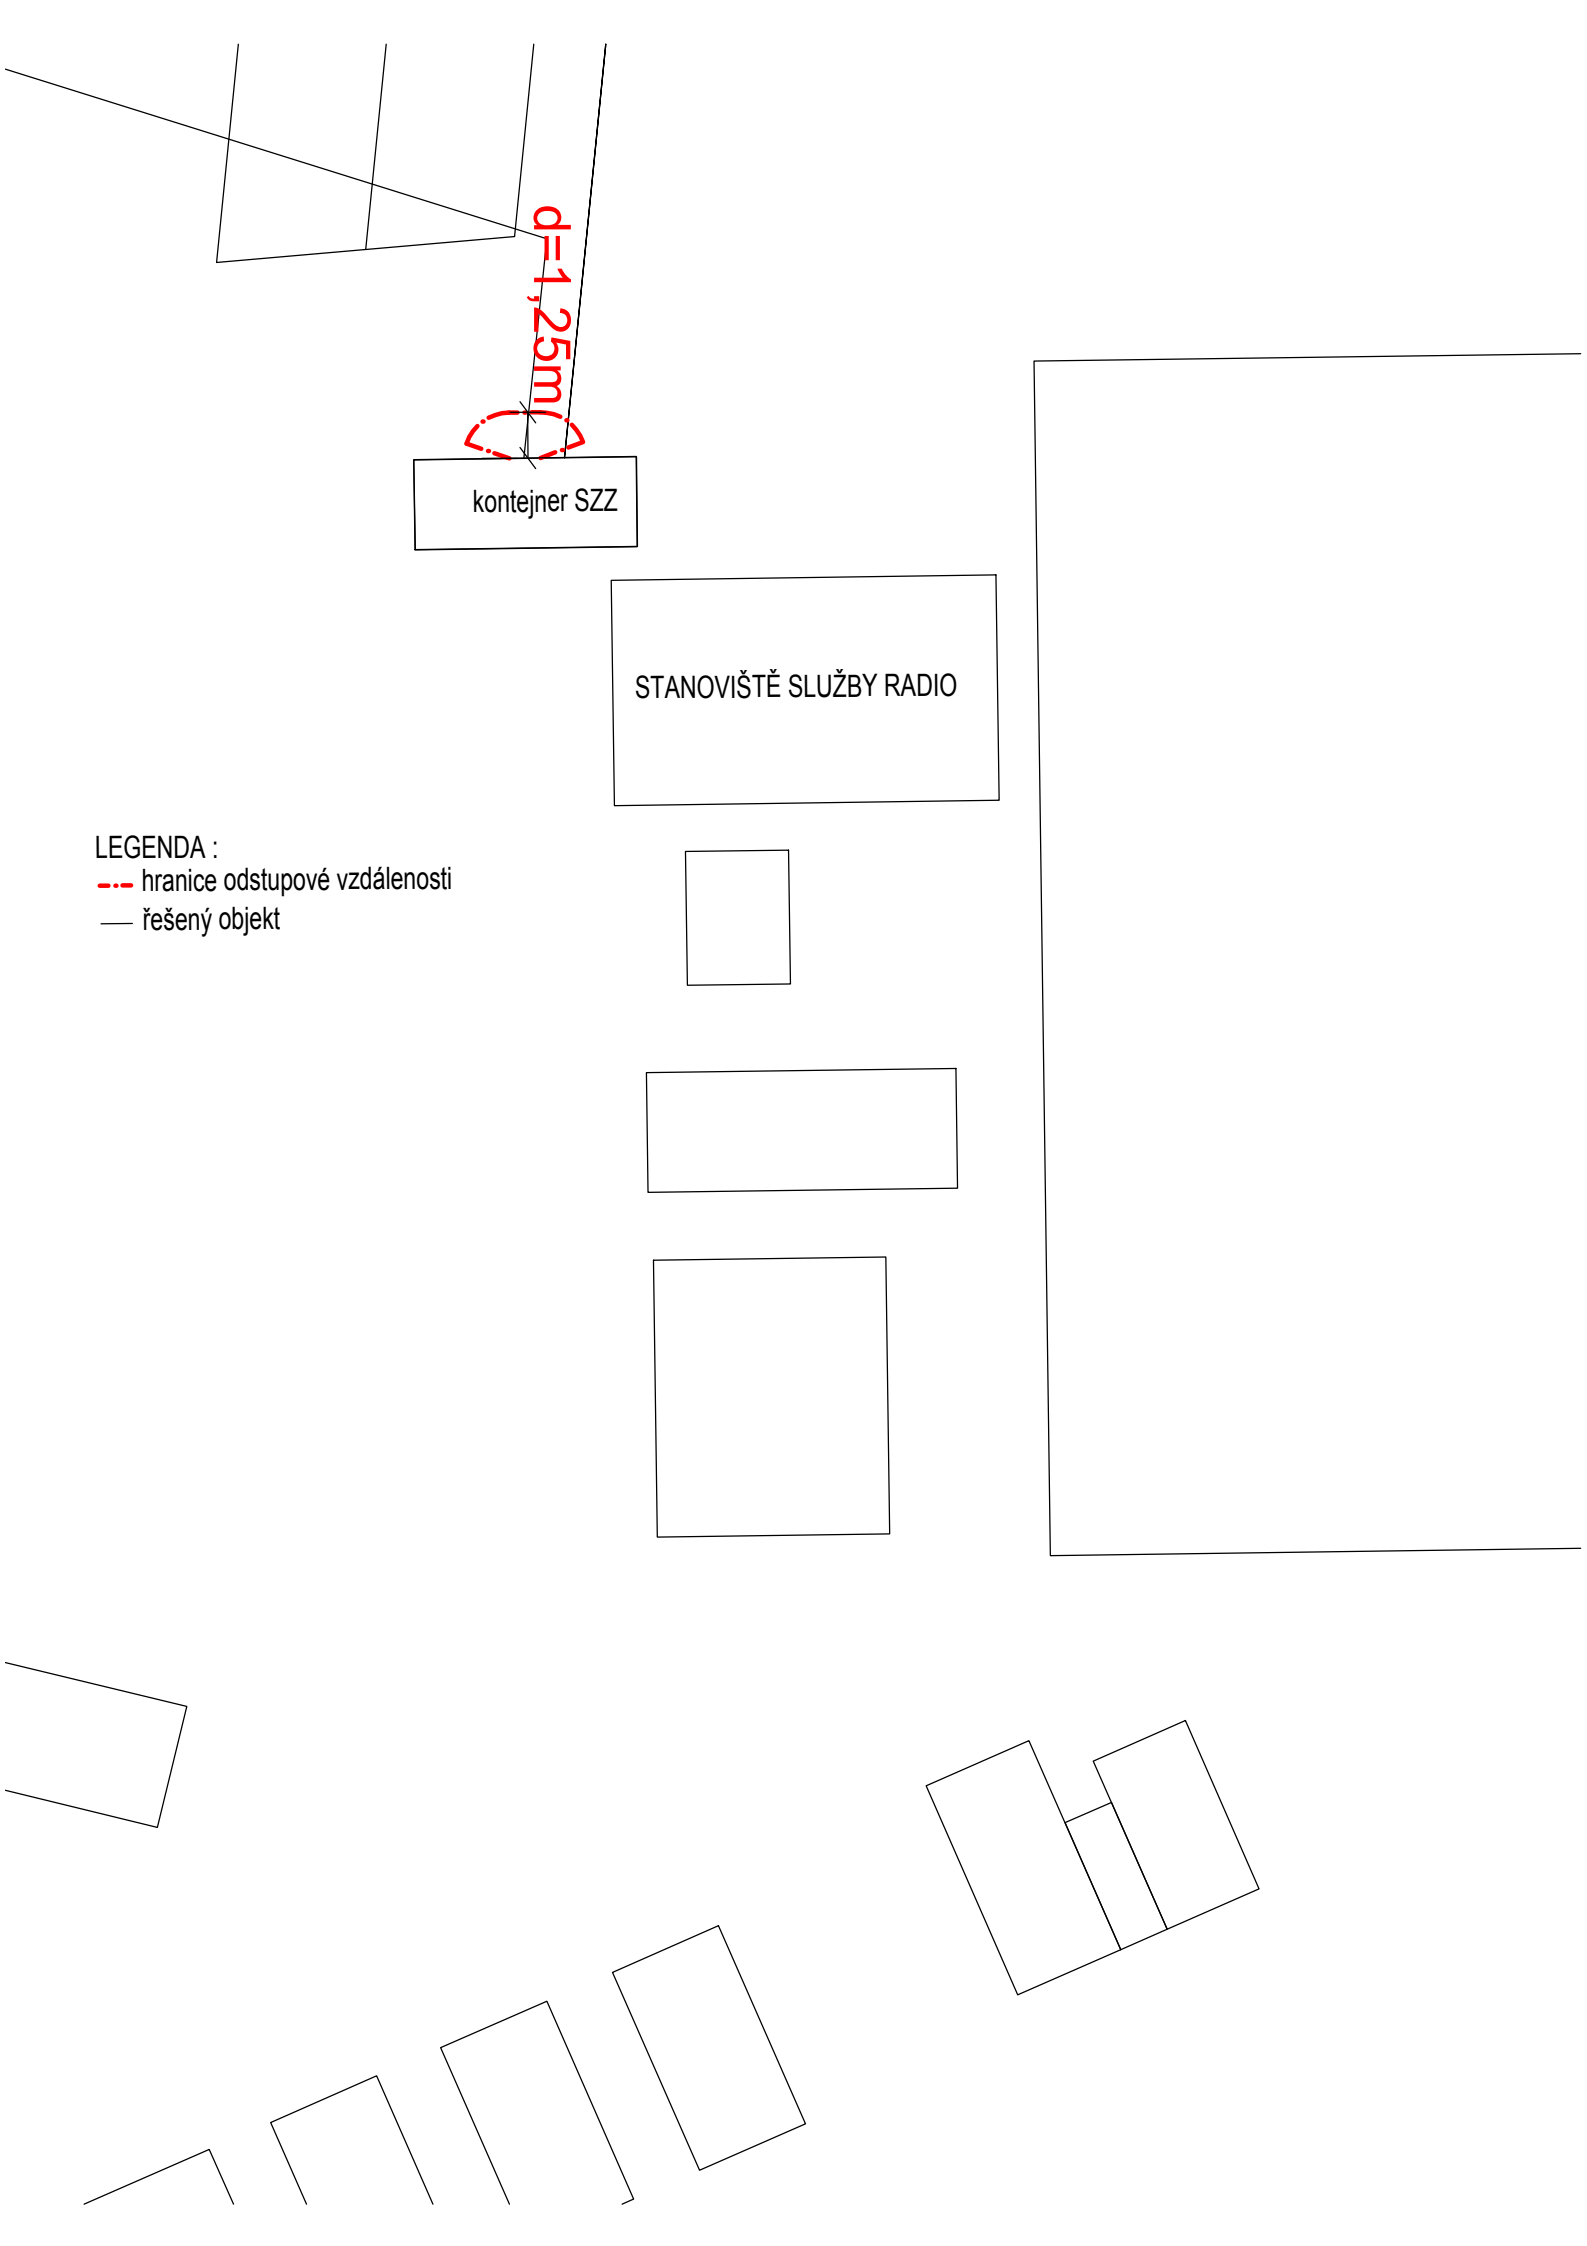 d=1,25m
kontejner SZZ
STANOVIŠTĚ SLUŽBY RADIO
LEGENDA :
hranice odstupové vzdálenosti
řešený objekt